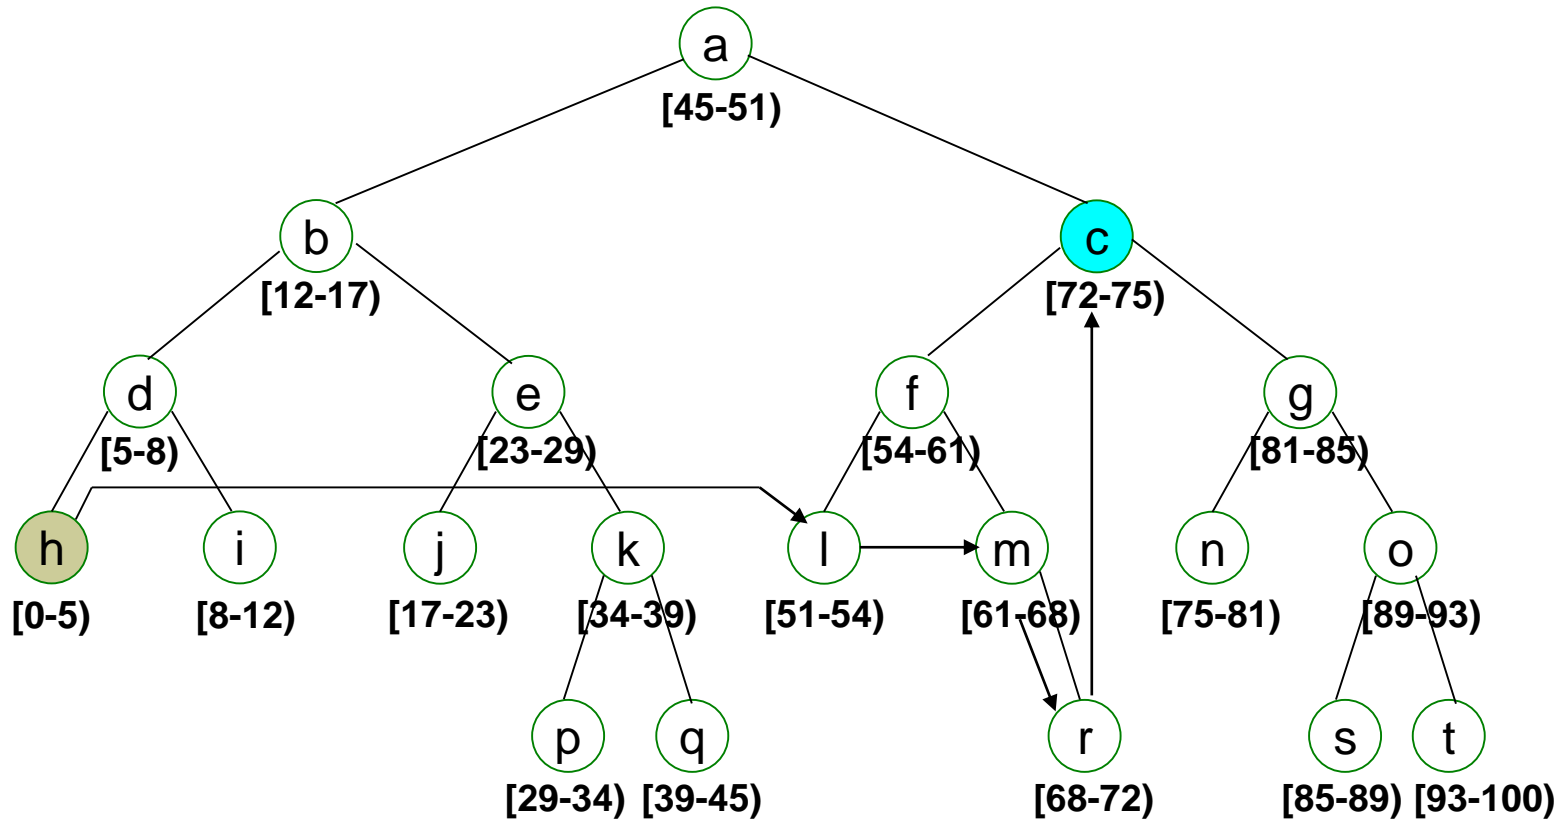 a
[45-51)
b
c
[12-17)
[72-75)
d
e
f
g
[5-8)
[23-29)
[54-61)
[81-85)
h
i
j
k
l
m
n
o
[0-5)
[8-12)
[17-23)
[34-39)
[51-54)
[61-68)
[75-81)
[89-93)
p
q
r
s
t
[29-34)
[39-45)
[68-72)
[85-89)
[93-100)